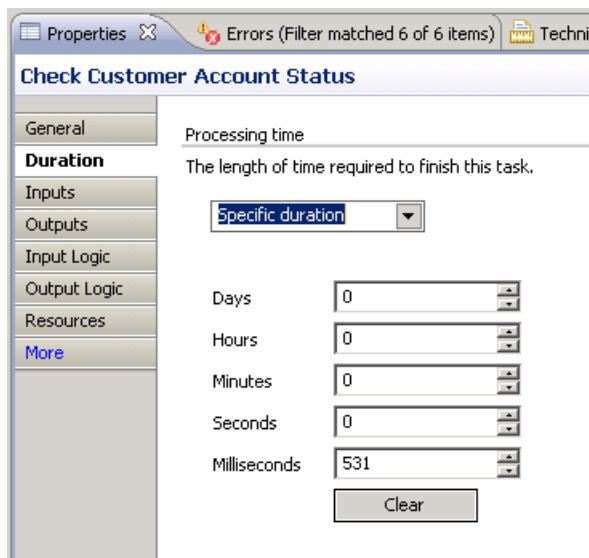 Properties Errors (Filter matched 6 of 6 items) Techni
Check Customer Account Status
General
Duration
Inputs
Outputs
Input Logic
Output Logic
Resources
More
Processing time
The length of time required to finish this task.
Specific duration
Days 0
Hours 0
Minutes 0
Seconds 0
Milliseconds 531
Clear